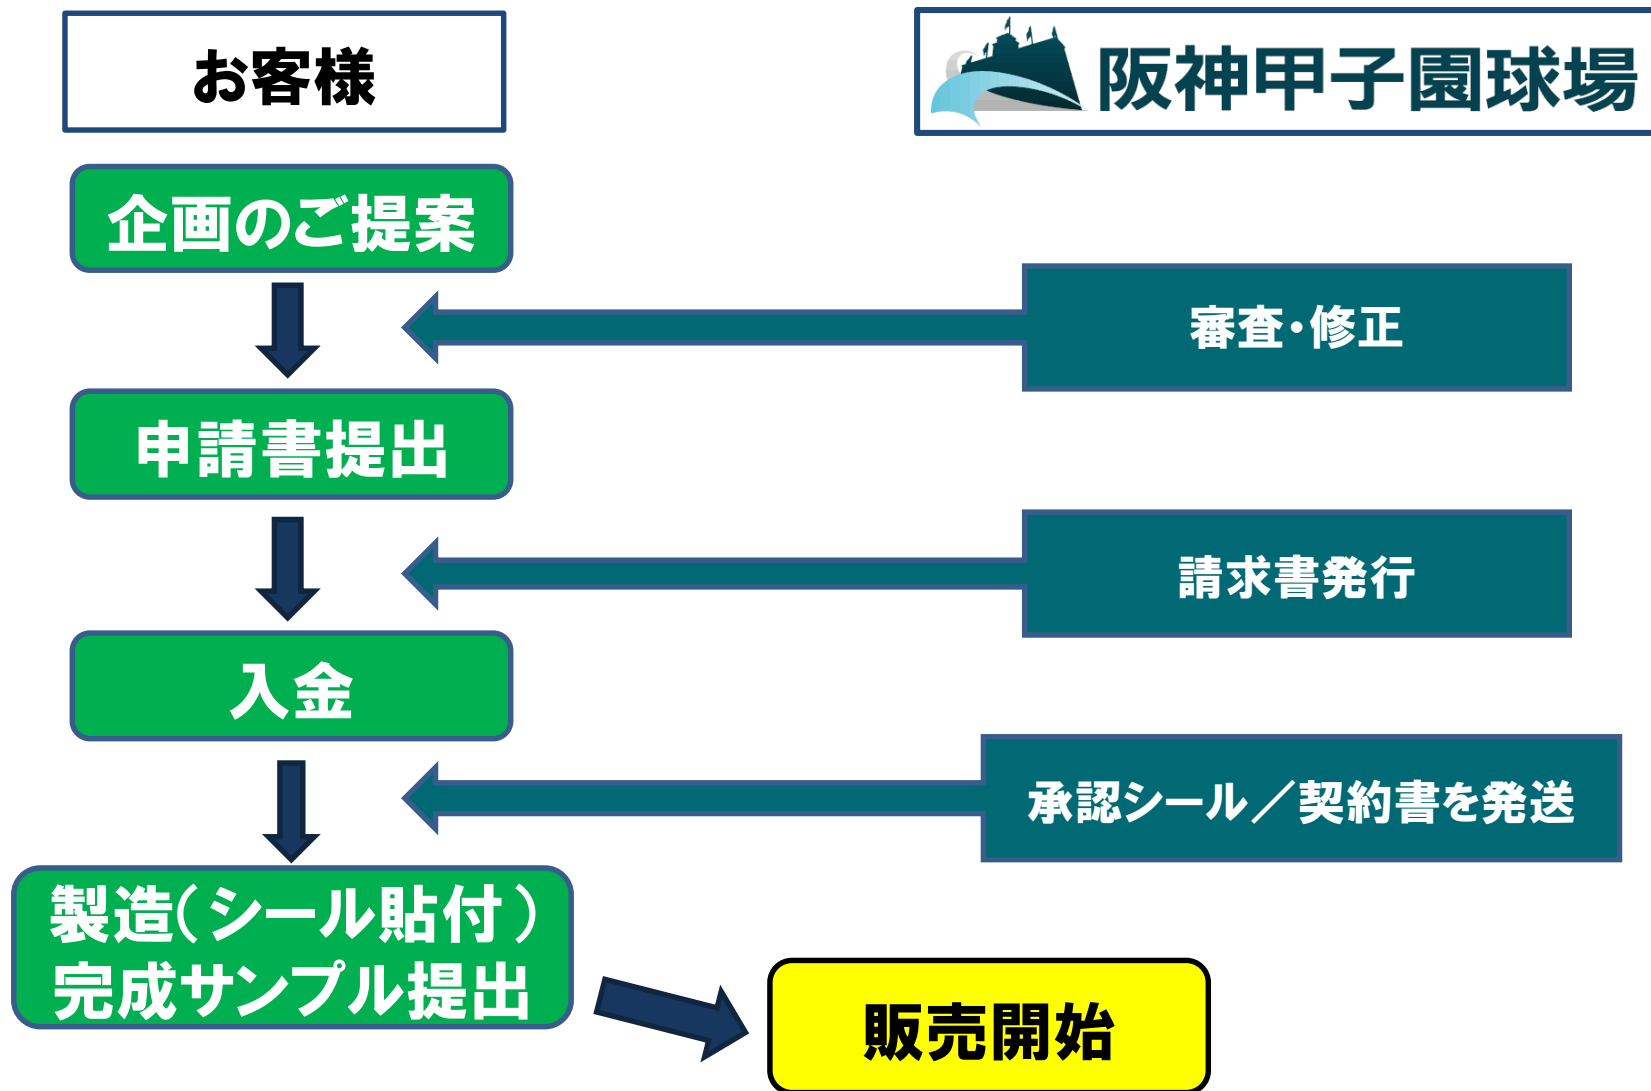 お客様
阪神甲子園球場
企画のご提案
審査・修正
申請書提出
請求書発行
入金
承認シール／契約書を発送
製造(シール貼付)
完成サンプル提出
販売開始